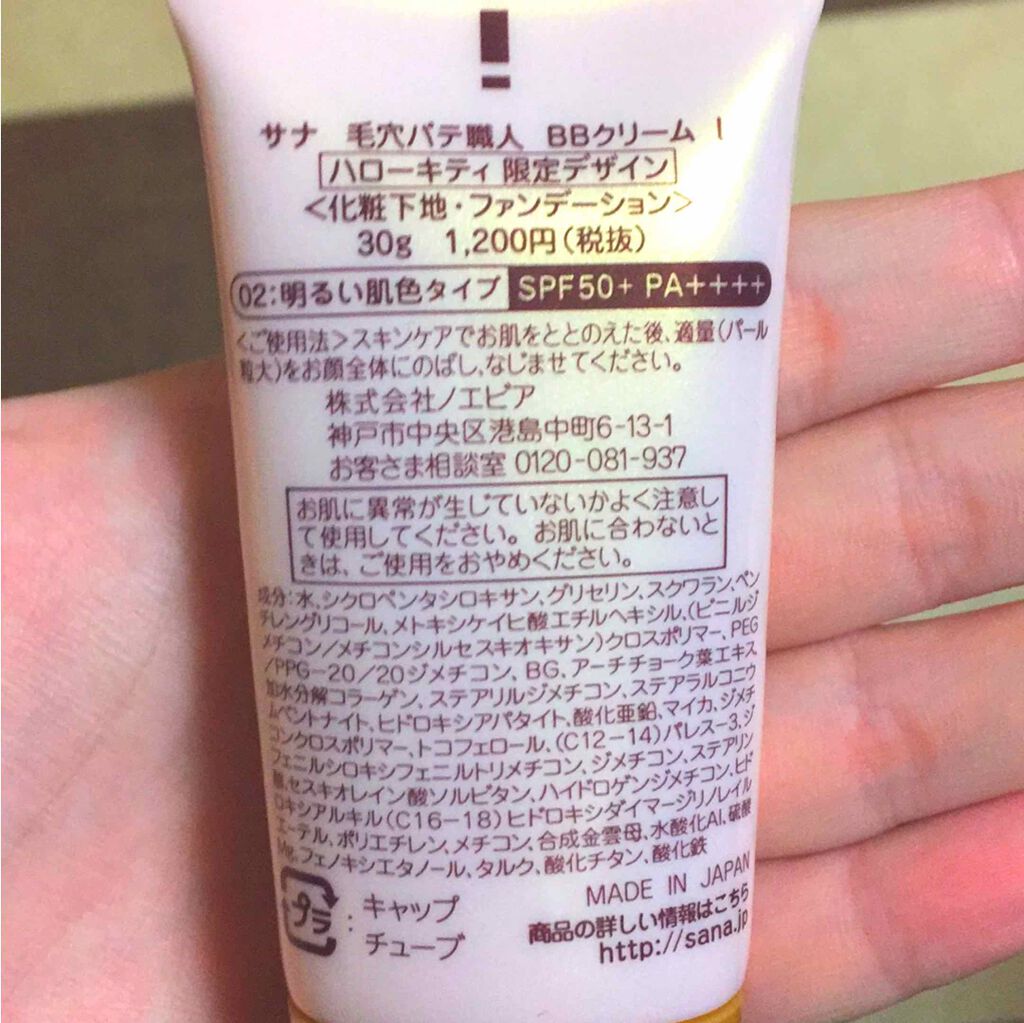 サナ 毛穴パテ職人 BBクリーム I
ハローキティ 限定デザイン
<化粧下地・ファンデーション>
30g 1,200円(税抜)
02:明るい肌色タイプ SPF50+ PA++++
<ご使用法>スキンケアでお肌をととのえた後、適量(パール
粒大)をお顔全体にのばし、なじませてください。
株式会社ノエビア
神戸市中央区港島中町6-13-1
お客さま相談室 0120-081-937
お肌に異常が生じていないかよく注意し
て使用してください。お肌に合わないと
きは、ご使用をおやめください。
成分:水、シクロペンタシロキサン、グリセリン、スクワラン、ペン
チレングリコール、メトキシケイヒ酸エチルヘキシル、(ビニルジ
メチコン/メチコンシルセスキオキサン)クロスポリマー、PEG
/PPG-20/20ジメチコン、BG、アーチチョーク葉エキス、
加水分解コラーゲン、ステアリルジメチコン、ステアラルコニウ
ムベントナイト、ヒドロキシアパタイト、酸化亜鉛、マイカ、ジメチ
コンクロスポリマー、トコフェロール、(C12-14)パレス-3、ジ
フェニルシロキシフェニルトリメチコン、ジメチコン、ステアリン
酸、セスキオレイン酸ソルビタン、ハイドロゲンジメチコン、ヒド
ロキシアルキル(C16-18)ヒドロキシダイマージリノレイル
エーテル、ポリエチレン、メチコン、合成金雲母、水酸化Al、硫酸
Mg、フェノキシエタノール、タルク、酸化チタン、酸化鉄
プラ : キャップ
チューブ
MADE IN JAPAN
商品の詳しい情報はこちら
http://sana.jp